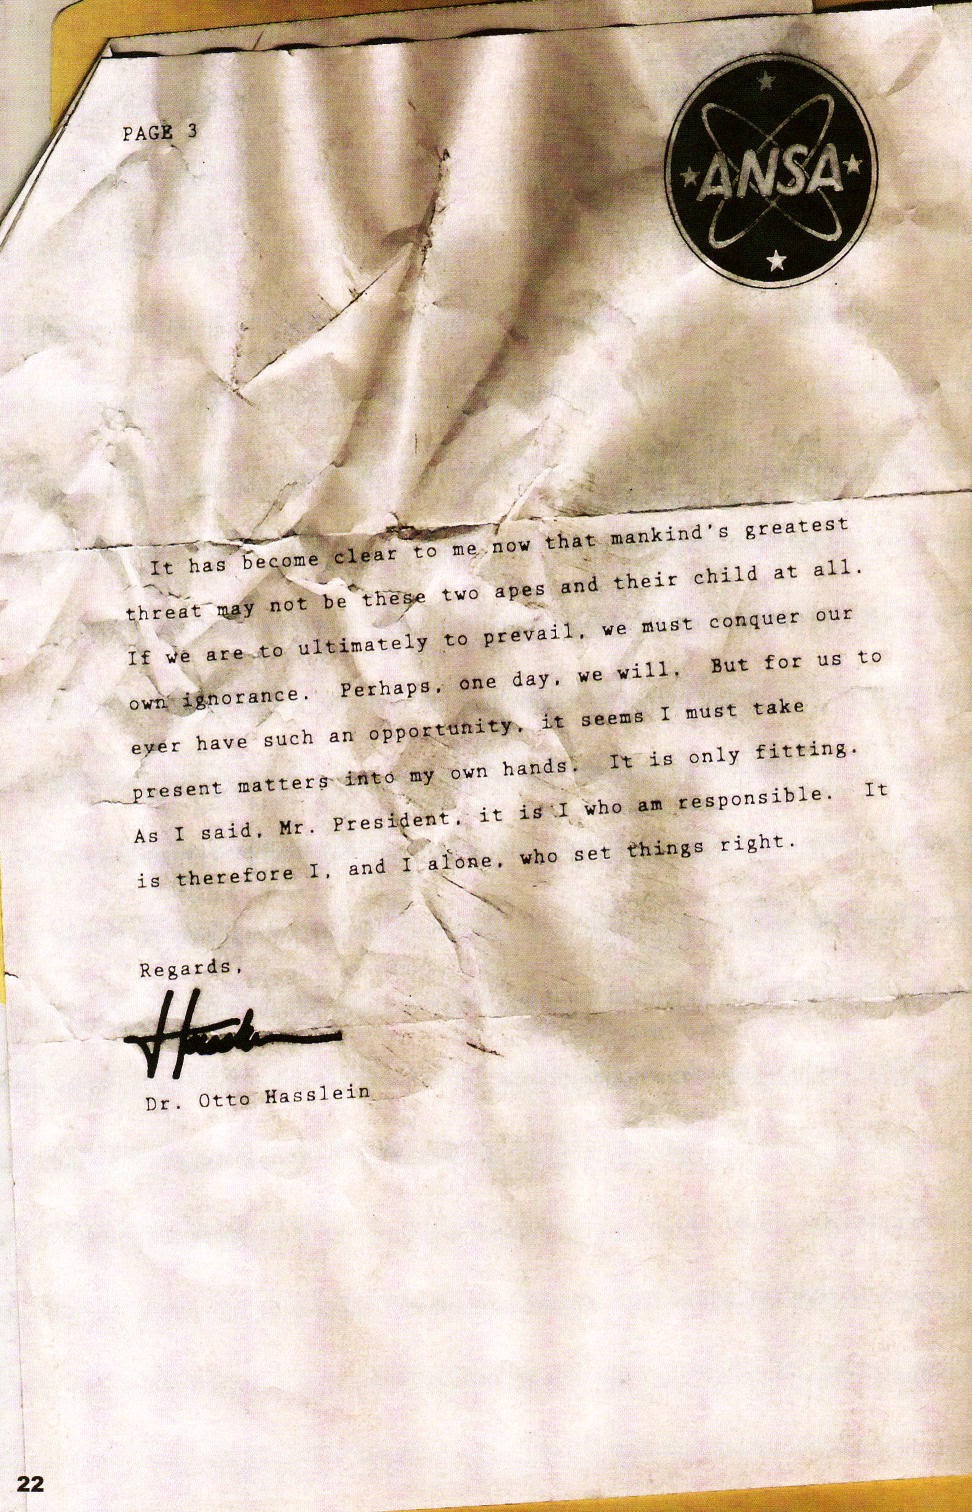 PAGE 3
ANSA
It has become clear to me now that mankind's greatest
threat may not be these two apes and their child at all.
If we are to ultimately to prevail, we must conquer our
own ignorance. Perhaps, one day, we will. But for us to
ever have such an opportunity, it seems I must take
present matters into my own hands. It is only fitting.
As I said, Mr. President, it is I who am responsible. It
is therefore I, and I alone, who set things right.
Regards,
Dr. Otto Hasslein
22